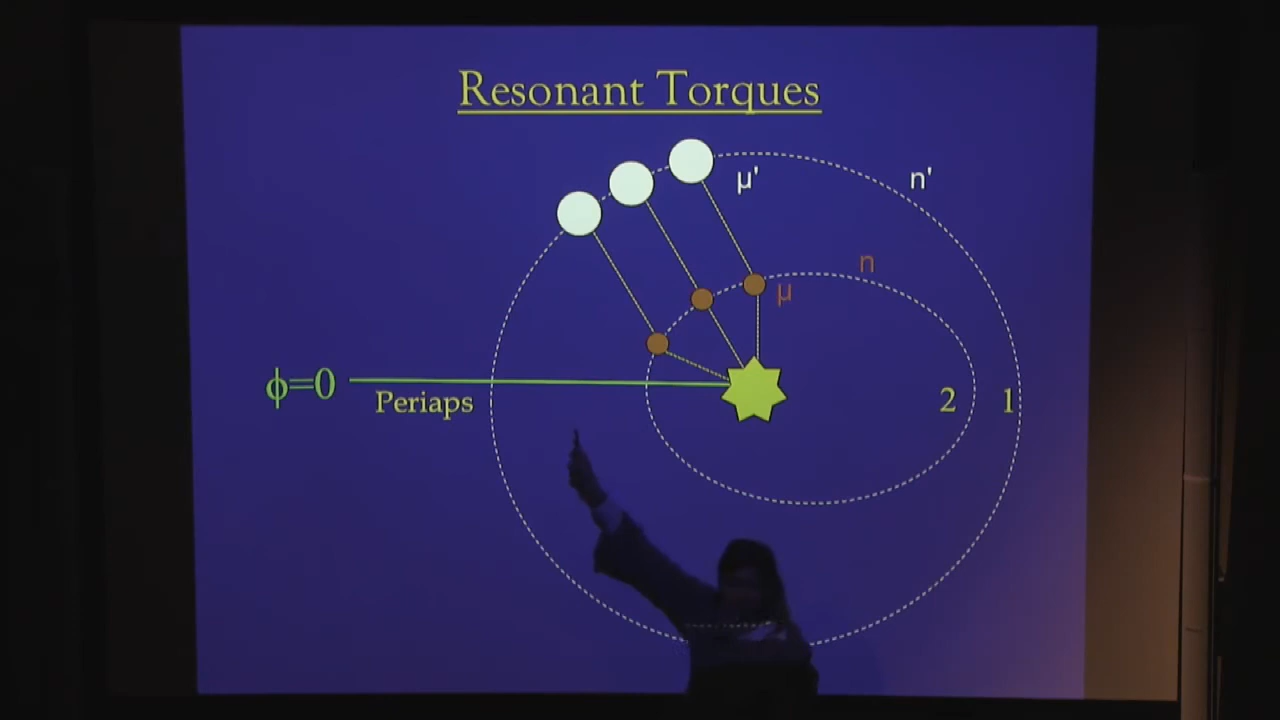 Resonant Torques
μ'
n'
n
μ
ϕ=0
Periaps
2 1